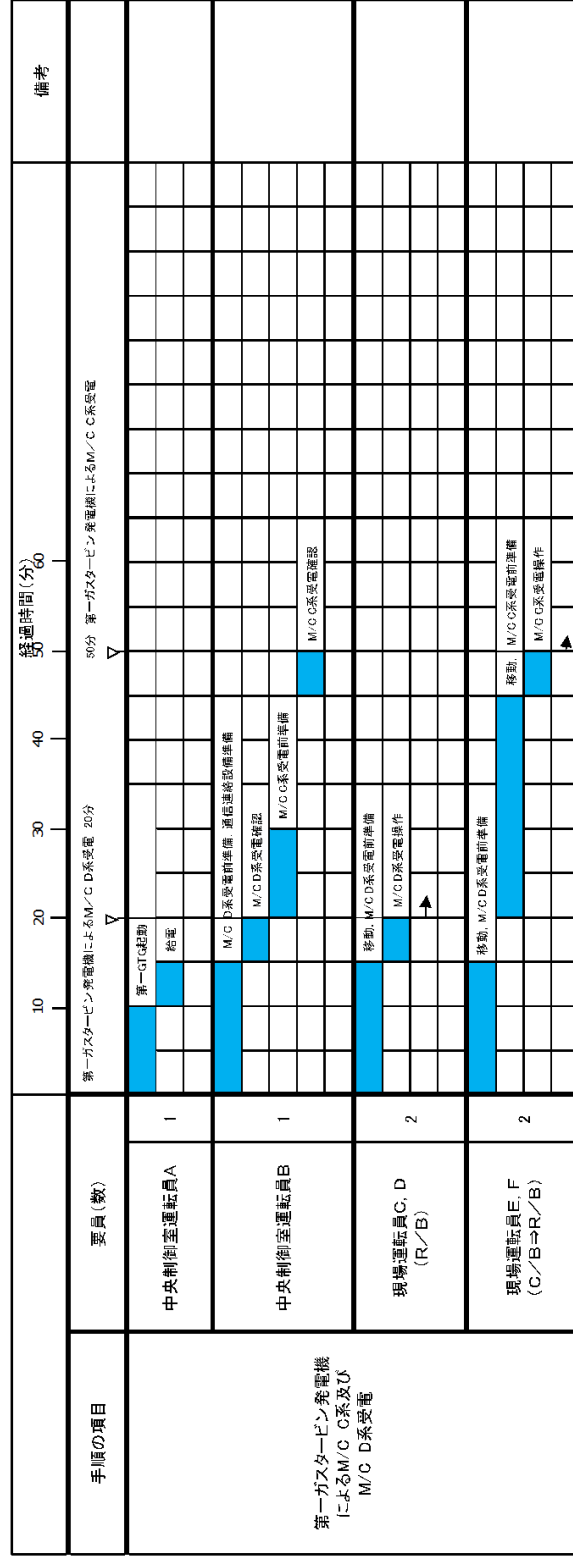 経過時間(分)
備考
10
20
30
40
50
60
手順の項目
要員(数)
第一ガスタービン発電機によるM/C D系受電 20分
50分 第一ガスタービン発電機によるM/C C系受電
第一ガスタービン発電機
によるM/C C系及び
M/C D系受電
中央制御室運転員A
1
第一GTG起動
給電
中央制御室運転員B
1
M/C D系受電前準備, 通信連絡設備準備
M/C D系受電確認
M/C C系受電前準備
M/C C系受電確認
現場運転員C, D
(R/B)
2
移動, M/C D系受電前準備
M/C D系受電操作
現場運転員E, F
(C/B⇒R/B)
2
移動, M/C D系受電前準備
移動, M/C C系受電前準備
M/C C系受電操作